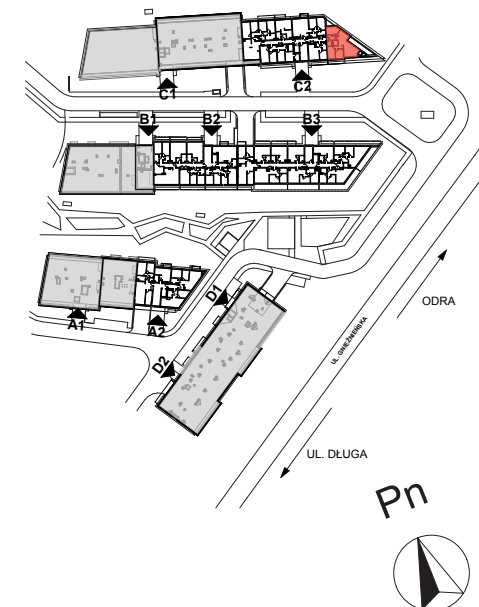 C1
C2
B1
B2
B3
A1
A2
D1
D2
ODRA
UL. GNIEŹNIEŃSKA
UL. DŁUGA
Pn